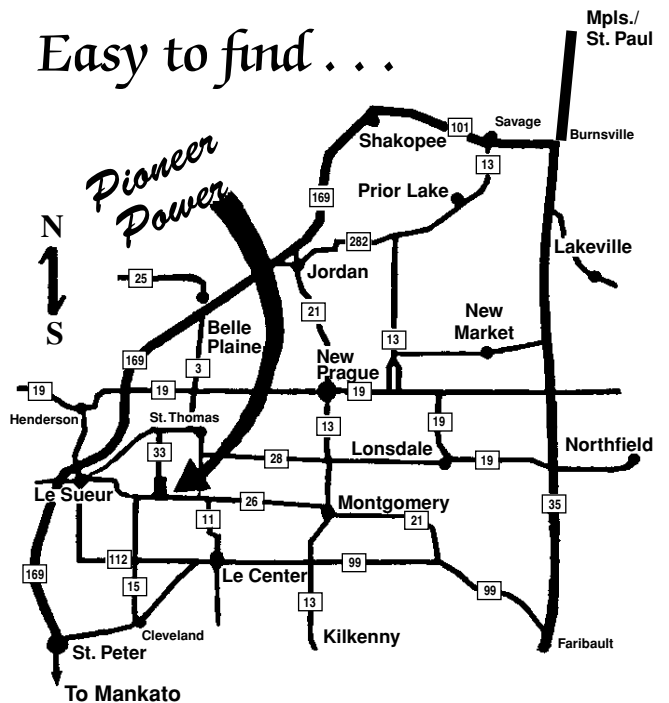 Mpls./
St. Paul
Easy to find . . .
101
Savage
Burnsville
Shakopee
13
Pioneer
Power
169
Prior Lake
N
282
Lakeville
Jordan
25
S
21
New
Market
Belle
Plaine
13
169
3
New
Prague
19
19
19
Henderson
St. Thomas
13
19
33
28
Lonsdale
19
Northfield
Le Sueur
26
Montgomery
35
11
21
112
99
169
Le Center
15
99
13
Cleveland
Kilkenny
Faribault
St. Peter
To Mankato